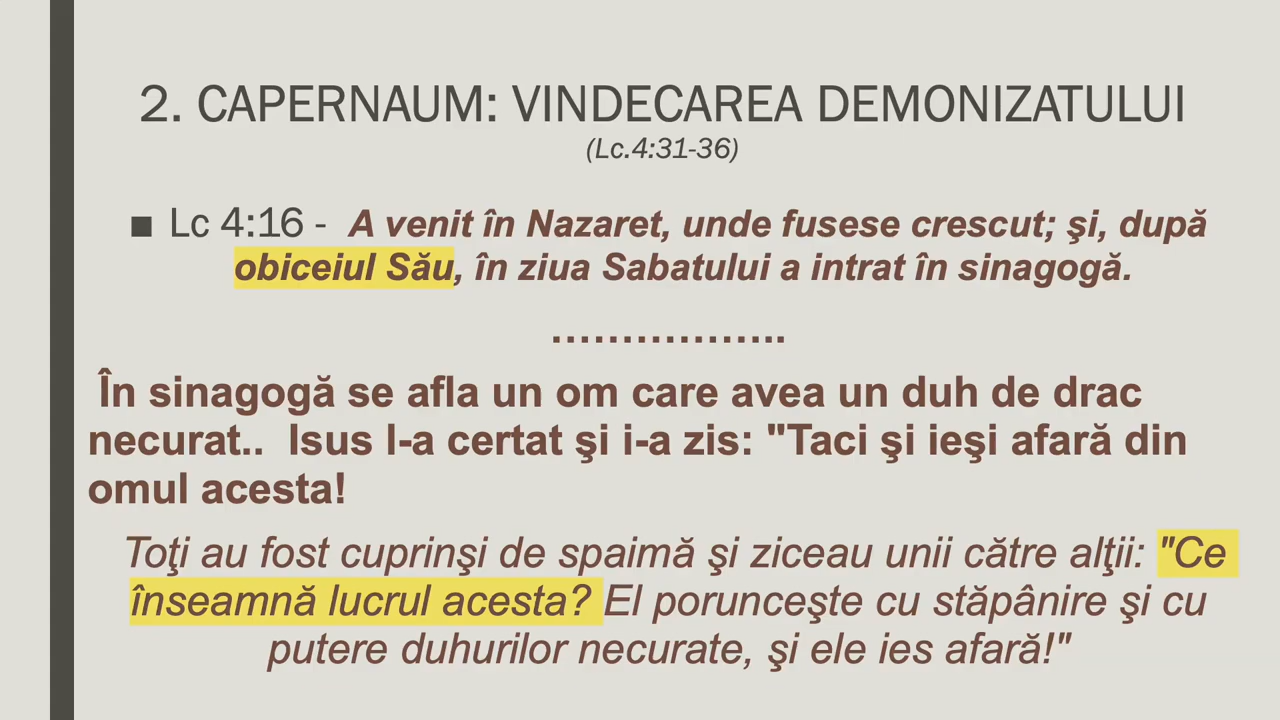 2. CAPERNAUM: VINDECAREA DEMONIZATULUI
(Lc.4:31-36)
■ Lc 4:16 - A venit în Nazaret, unde fusese crescut; şi, după
obiceiul Său, în ziua Sabatului a intrat în sinagogă.
……………..
În sinagogă se afla un om care avea un duh de drac
necurat.. Isus l-a certat şi i-a zis: "Taci şi ieşi afară din
omul acesta!
Toţi au fost cuprinşi de spaimă şi ziceau unii către alţii: "Ce
înseamnă lucrul acesta? El porunceşte cu stăpânire şi cu
putere duhurilor necurate, şi ele ies afară!"